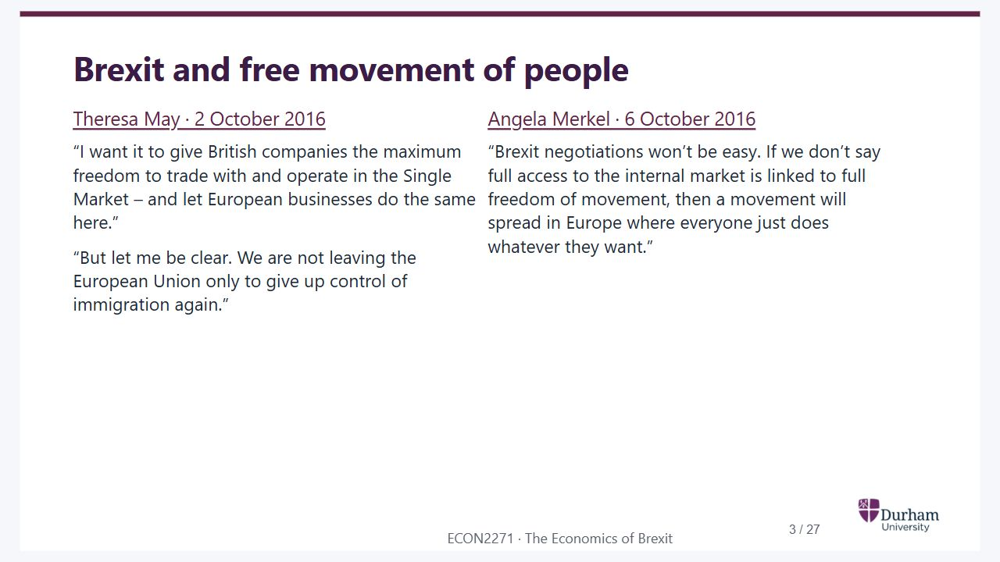 Brexit and free movement of people
Theresa May · 2 October 2016
“I want it to give British companies the maximum
freedom to trade with and operate in the Single
Market – and let European businesses do the same
here.”
“But let me be clear. We are not leaving the
European Union only to give up control of
immigration again.”
Angela Merkel · 6 October 2016
“Brexit negotiations won’t be easy. If we don’t say
full access to the internal market is linked to full
freedom of movement, then a movement will
spread in Europe where everyone just does
whatever they want.”
ECON2271 · The Economics of Brexit
3 / 27
Durham
University